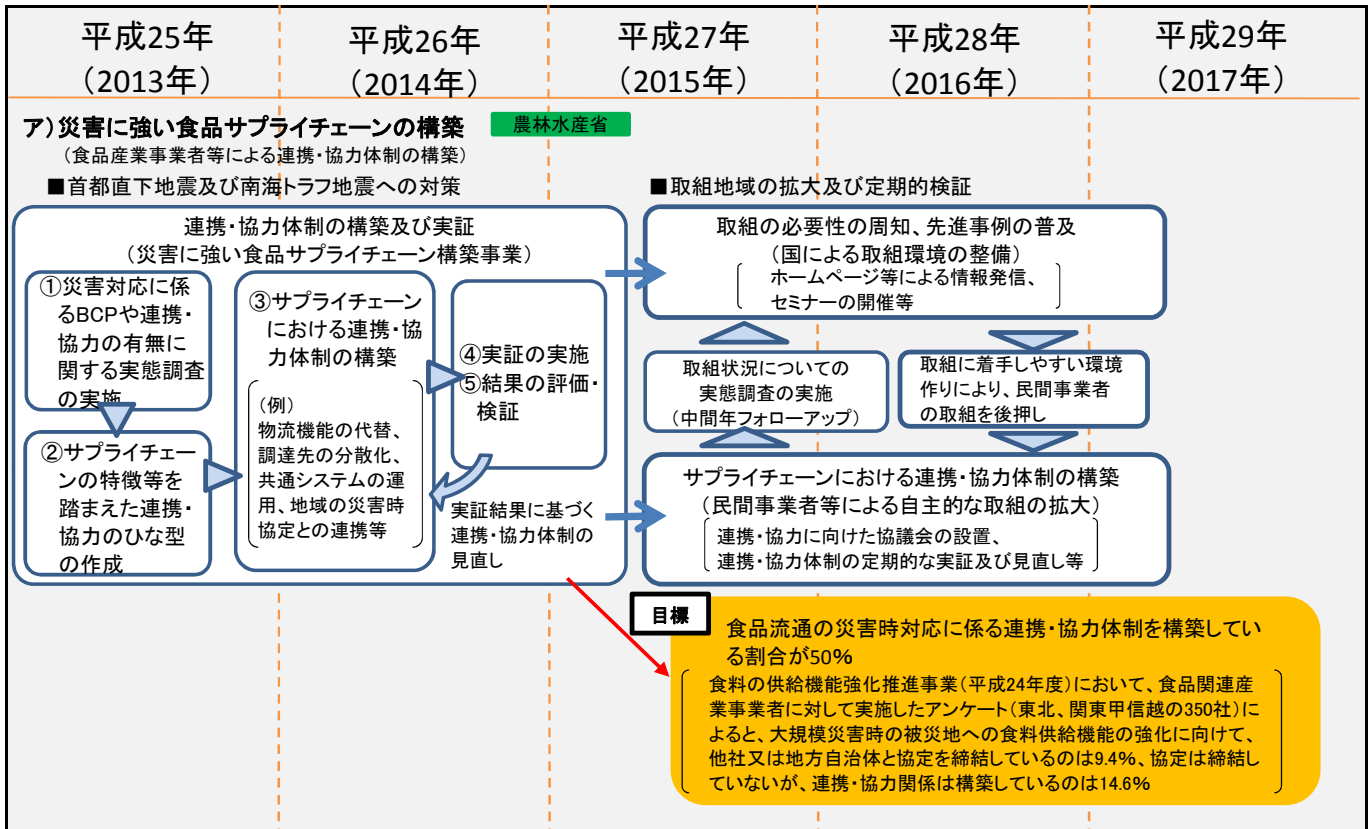 平成25年
(2013年)
平成26年
(2014年)
平成27年
(2015年)
平成28年
(2016年)
平成29年
(2017年)
ア)災害に強い食品サプライチェーンの構築
農林水産省
(食品産業事業者等による連携・協力体制の構築)
■首都直下地震及び南海トラフ地震への対策
連携・協力体制の構築及び実証
(災害に強い食品サプライチェーン構築事業)
①災害対応に係
るBCPや連携・
協力の有無に
関する実態調査
の実施
②サプライチェー
ンの特徴等を
踏まえた連携・
協力のひな型
の作成
③サプライチェーン
における連携・協
力体制の構築
(例)
物流機能の代替、
調達先の分散化、
共通システムの運
用、地域の災害時
協定との連携等
④実証の実施
⑤結果の評価・
検証
実証結果に基づく
連携・協力体制の
見直し
■取組地域の拡大及び定期的検証
取組の必要性の周知、先進事例の普及
(国による取組環境の整備)
ホームページ等による情報発信、
セミナーの開催等
取組状況についての
実態調査の実施
(中間年フォローアップ)
取組に着手しやすい環境
作りにより、民間事業者
の取組を後押し
サプライチェーンにおける連携・協力体制の構築
(民間事業者等による自主的な取組の拡大)
連携・協力に向けた協議会の設置、
連携・協力体制の定期的な実証及び見直し等
目標
食品流通の災害時対応に係る連携・協力体制を構築してい
る割合が50%
食料の供給機能強化推進事業(平成24年度)において、食品関連産
業事業者に対して実施したアンケート(東北、関東甲信越の350社)に
よると、大規模災害時の被災地への食料供給機能の強化に向けて、
他社又は地方自治体と協定を締結しているのは9.4%、協定は締結し
ていないが、連携・協力関係は構築しているのは14.6%